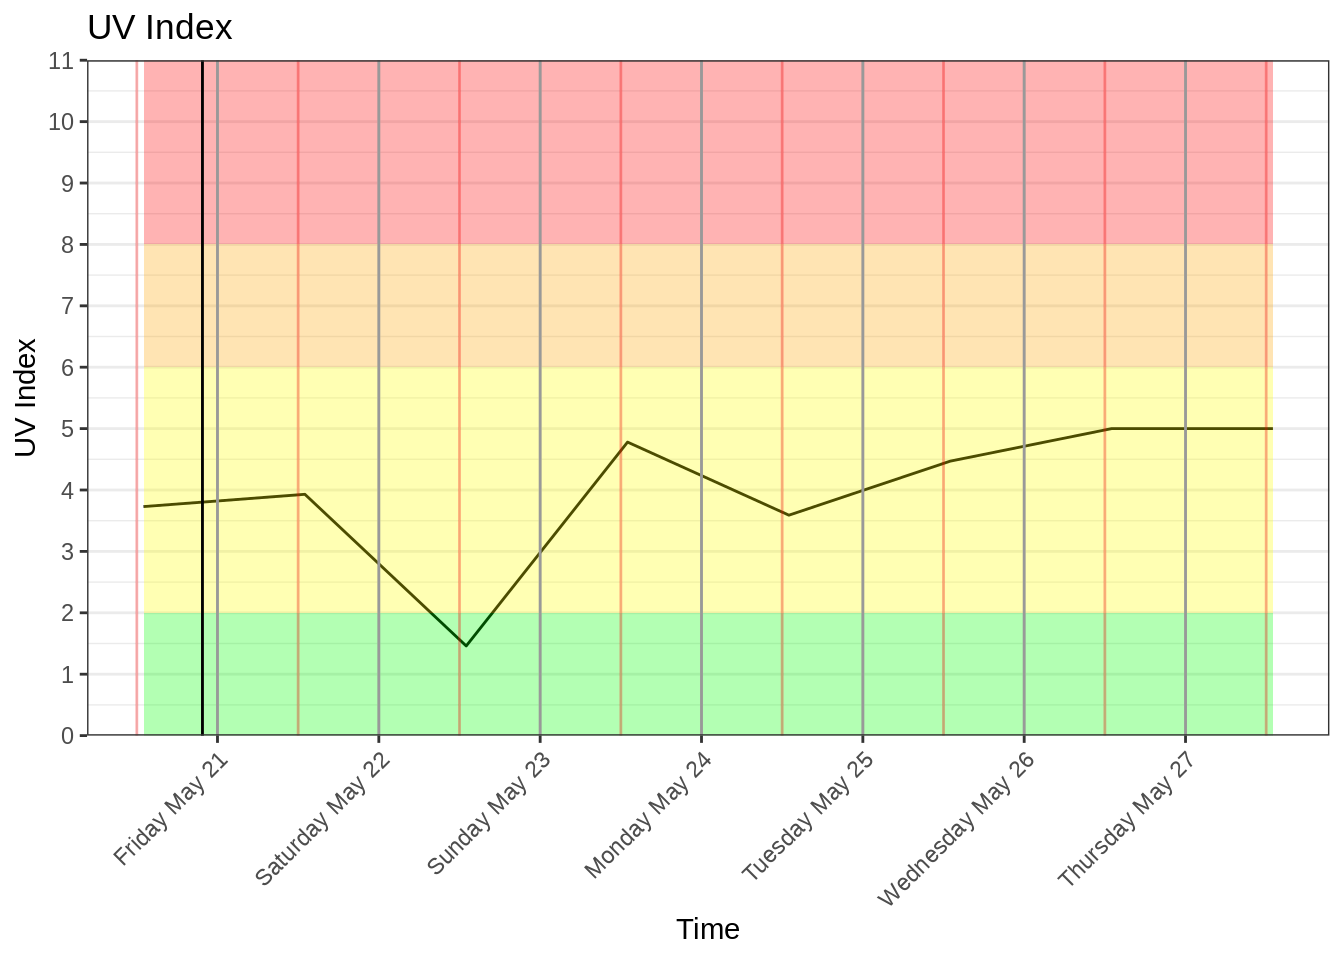 UV Index
11
10
9
8
7
6
5
4
3
2
1
0
UV Index
Friday May 21
Saturday May 22
Sunday May 23
Monday May 24
Tuesday May 25
Wednesday May 26
Thursday May 27
Time